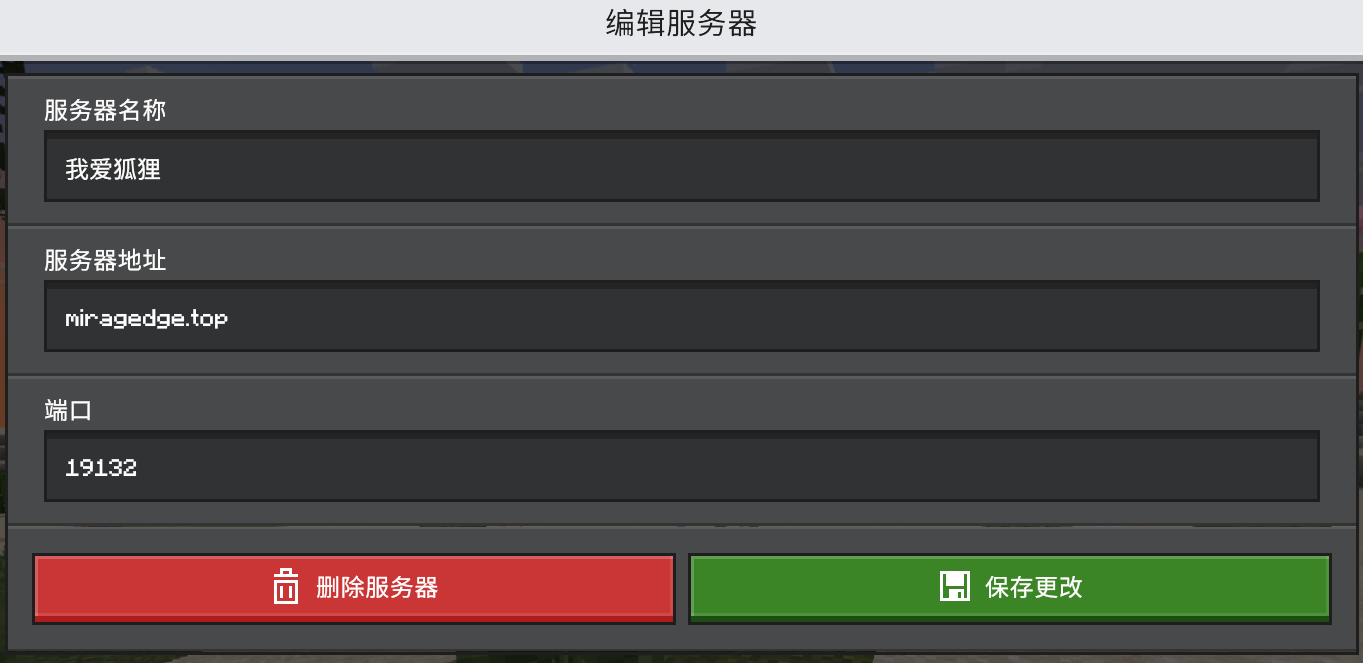 编辑服务器
服务器名称
我爱狐狸
服务器地址
miragedge.top
端口
19132
删除服务器
保存更改